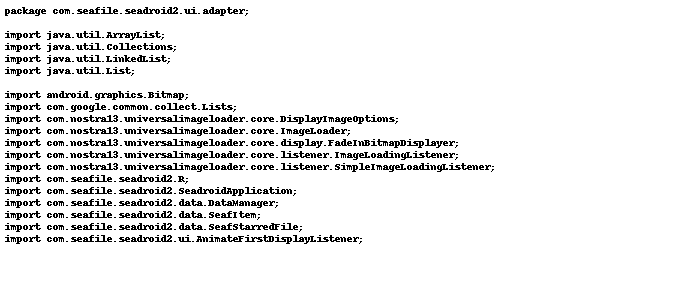 package com.seafile.seadroid2.ui.adapter;
import java.util.ArrayList;
import java.util.Collections;
import java.util.LinkedList;
import java.util.List;
import android.graphics.Bitmap;
import com.google.common.collect.Lists;
import com.nostra13.universalimageloader.core.DisplayImageOptions;
import com.nostra13.universalimageloader.core.ImageLoader;
import com.nostra13.universalimageloader.core.display.FadeInBitmapDisplayer;
import com.nostra13.universalimageloader.core.listener.ImageLoadingListener;
import com.nostra13.universalimageloader.core.listener.SimpleImageLoadingListener;
import com.seafile.seadroid2.R;
import com.seafile.seadroid2.SeadroidApplication;
import com.seafile.seadroid2.data.DataManager;
import com.seafile.seadroid2.data.SeafItem;
import com.seafile.seadroid2.data.SeafStarredFile;
import com.seafile.seadroid2.ui.AnimateFirstDisplayListener;